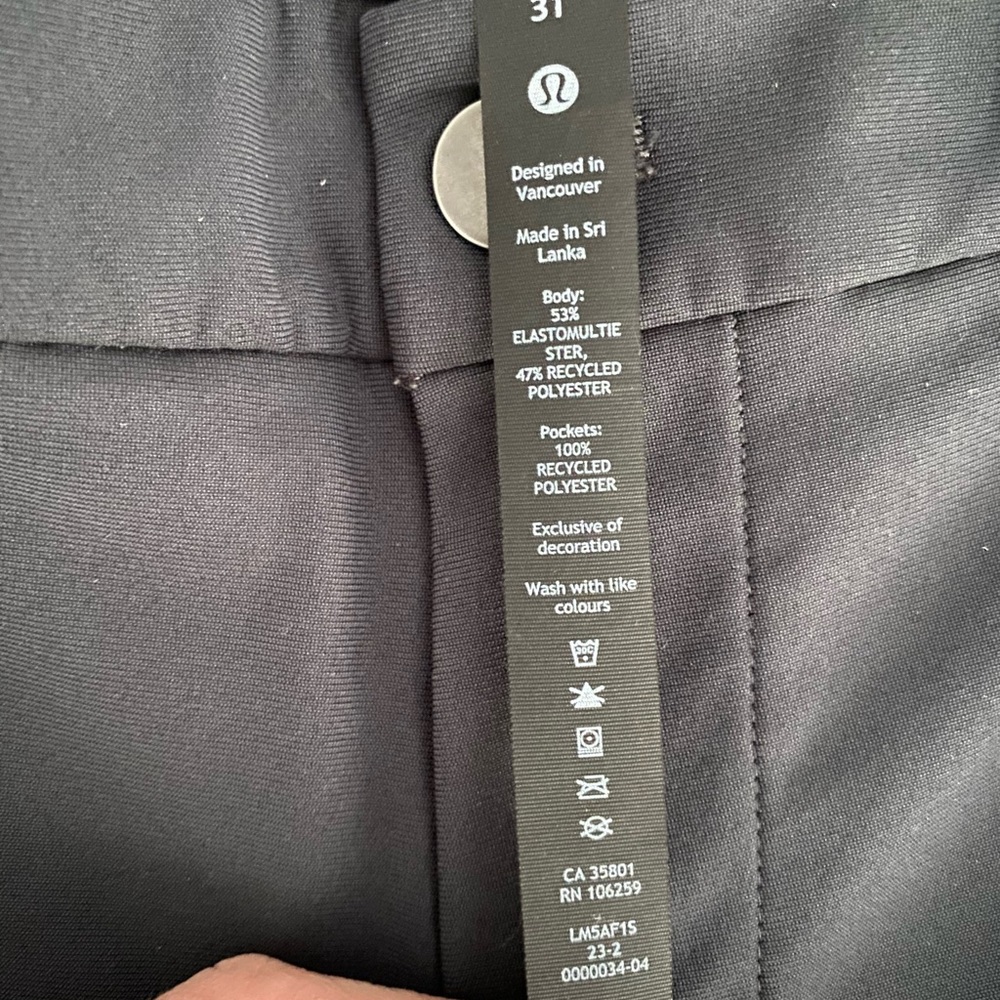 31
Designed in
Vancouver
Made in Sri
Lanka
Body:
53%
ELASTOMULTIE
STER,
47% RECYCLED
POLYESTER
Pockets:
100%
RECYCLED
POLYESTER
Exclusive of
decoration
Wash with like
colours
30C
CA 35801
RN 106259
LM5AF1S
23-2
0000034-04